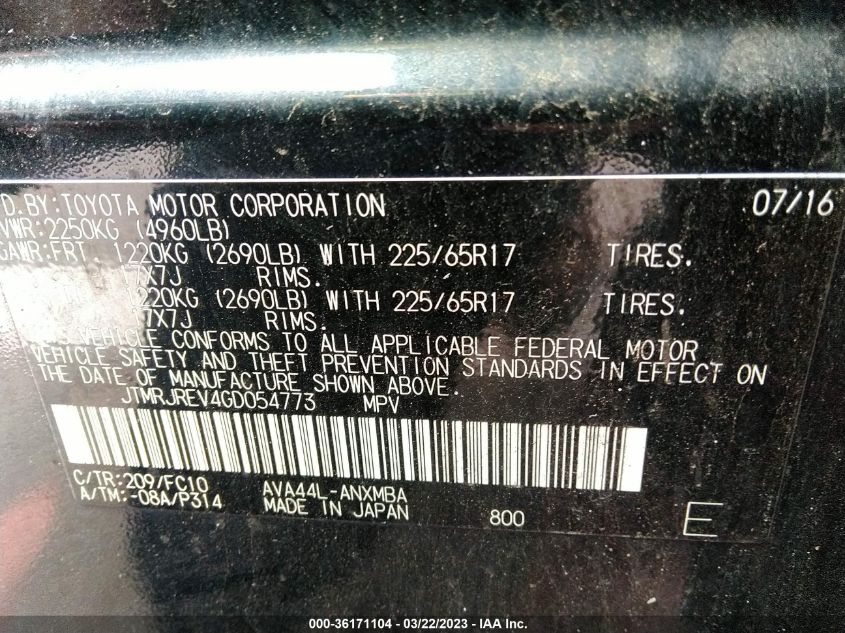 D.BY:TOYOTA MOTOR CORPORATION 07/16
VWR:2250KG (4960LB)
GAWR:FRT. 1220KG (2690LB) WITH 225/65R17 TIRES.
17X7J RIMS.
1220KG (2690LB) WITH 225/65R17 TIRES.
17X7J RIMS.
VEHICLE CONFORMS TO ALL APPLICABLE FEDERAL MOTOR
VEHICLE SAFETY AND THEFT PREVENTION STANDARDS IN EFFECT ON
THE DATE OF MANUFACTURE SHOWN ABOVE.
JTMRJREV4GD054773 MPV
C/TR:209/FC10 AVA44L-ANXMBA
A/TM:-08A/P314 MADE IN JAPAN 800 E
000-36171104 - 03/22/2023 - IAA Inc.